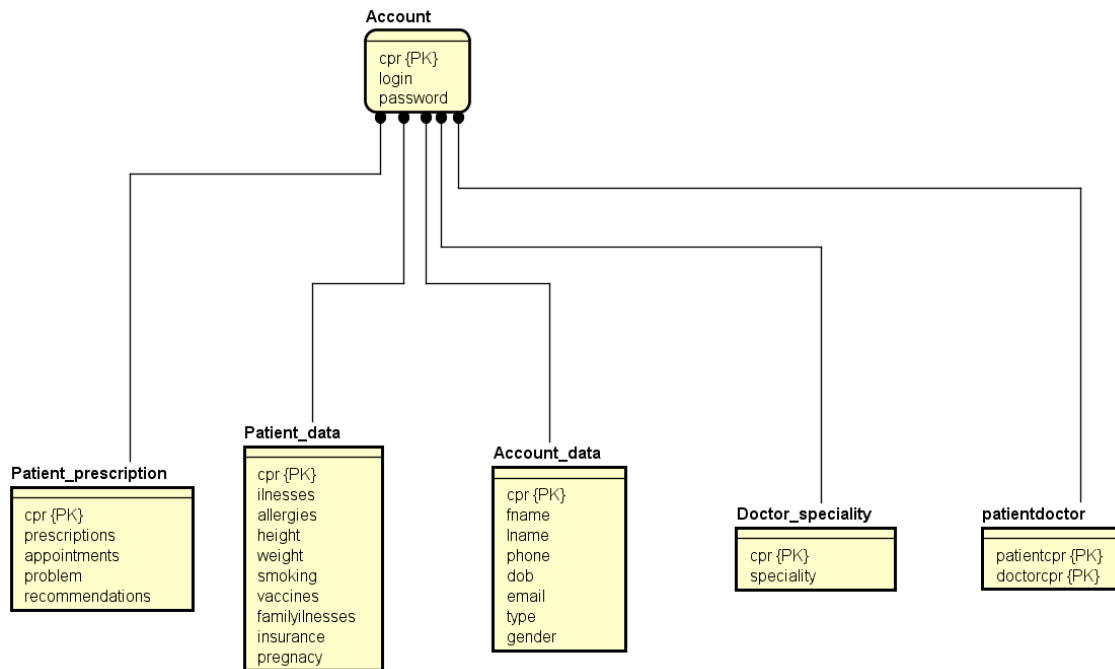 Account
cpr {PK}
login
password
Patient_prescription
cpr {PK}
prescriptions
appointments
problem
recommendations
Patient_data
cpr {PK}
ilnesses
allergies
height
weight
smoking
vaccines
familyilnesses
insurance
pregnacy
Account_data
cpr {PK}
fname
lname
phone
dob
email
type
gender
Doctor_speciality
cpr {PK}
speciality
patientdoctor
patientcpr {PK}
doctorcpr {PK}